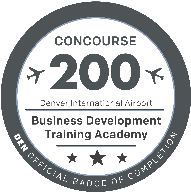 CONCOURSE
200
Denver International Airport
Business Development
Training Academy
DEN OFFICIAL BADGE OF COMPLETION